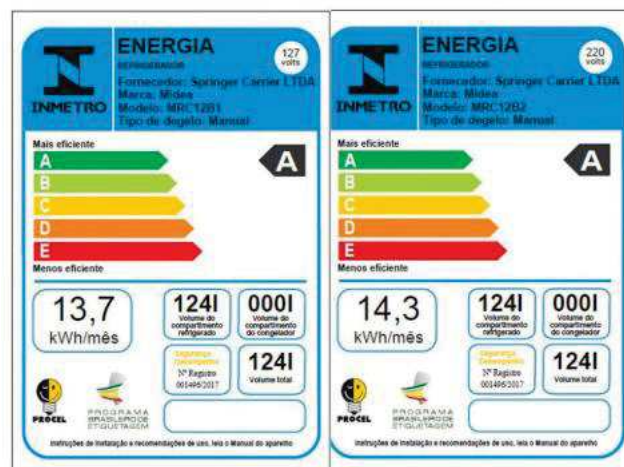 ENERGIA
REFRIGERADOR
127
volts
INMETRO
Fornecedor: Springer Carrier LTDA
Marca: Midea
Modelo: MRC12B1
Tipo de degelo: Manual
Mais eficiente
A
B
C
D
E
A
Menos eficiente
13,7
kWh/mês
124l
Volume do
compartimento
refrigerado
000l
Volume do
compartimento
do congelador
Segurança
Desempenho
Nº Registro
001496/2017
124l
Volume total
PROCEL
PROGRAMA
BRASILEIRO DE
ETIQUETAGEM
Instruções de instalação e recomendações de uso, leia o Manual do aparelho
ENERGIA
REFRIGERADOR
220
volts
INMETRO
Fornecedor: Springer Carrier LTDA
Marca: Midea
Modelo: MRC12B2
Tipo de degelo: Manual
Mais eficiente
A
B
C
D
E
A
Menos eficiente
14,3
kWh/mês
124l
Volume do
compartimento
refrigerado
000l
Volume do
compartimento
do congelador
Segurança
Desempenho
Nº Registro
001496/2017
124l
Volume total
PROCEL
PROGRAMA
BRASILEIRO DE
ETIQUETAGEM
Instruções de instalação e recomendações de uso, leia o Manual do aparelho